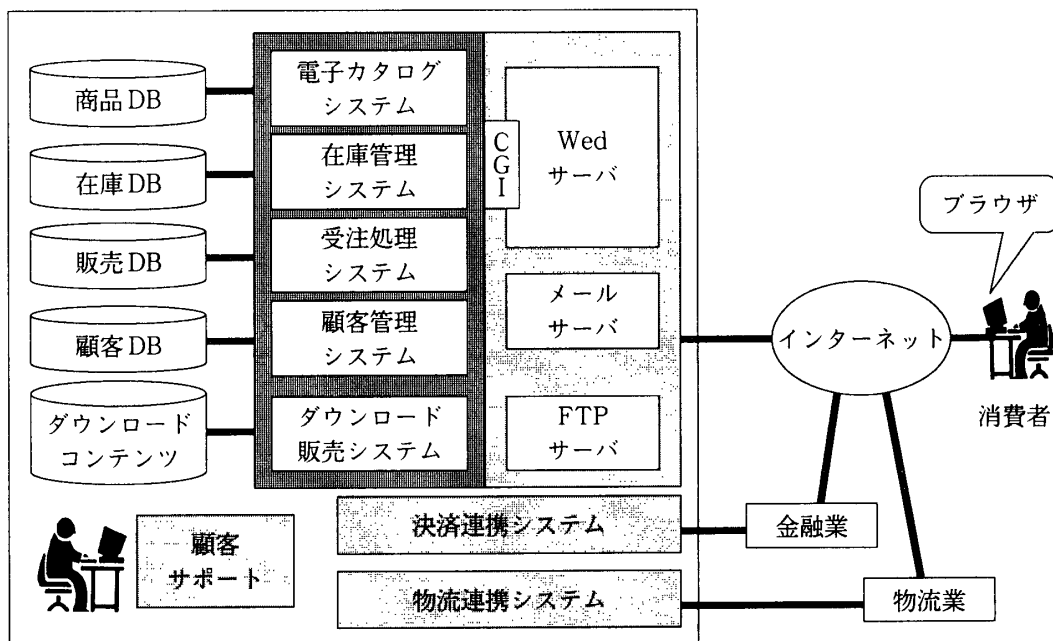 商品DB
在庫DB
販売DB
顧客DB
ダウンロード
コンテンツ
電子カタログ
システム
在庫管理
システム
受注処理
システム
顧客管理
システム
ダウンロード
販売システム
CGI
Wed
サーバ
メール
サーバ
FTP
サーバ
決済連携システム
物流連携システム
顧客
サポート
インターネット
ブラウザ
消費者
金融業
物流業